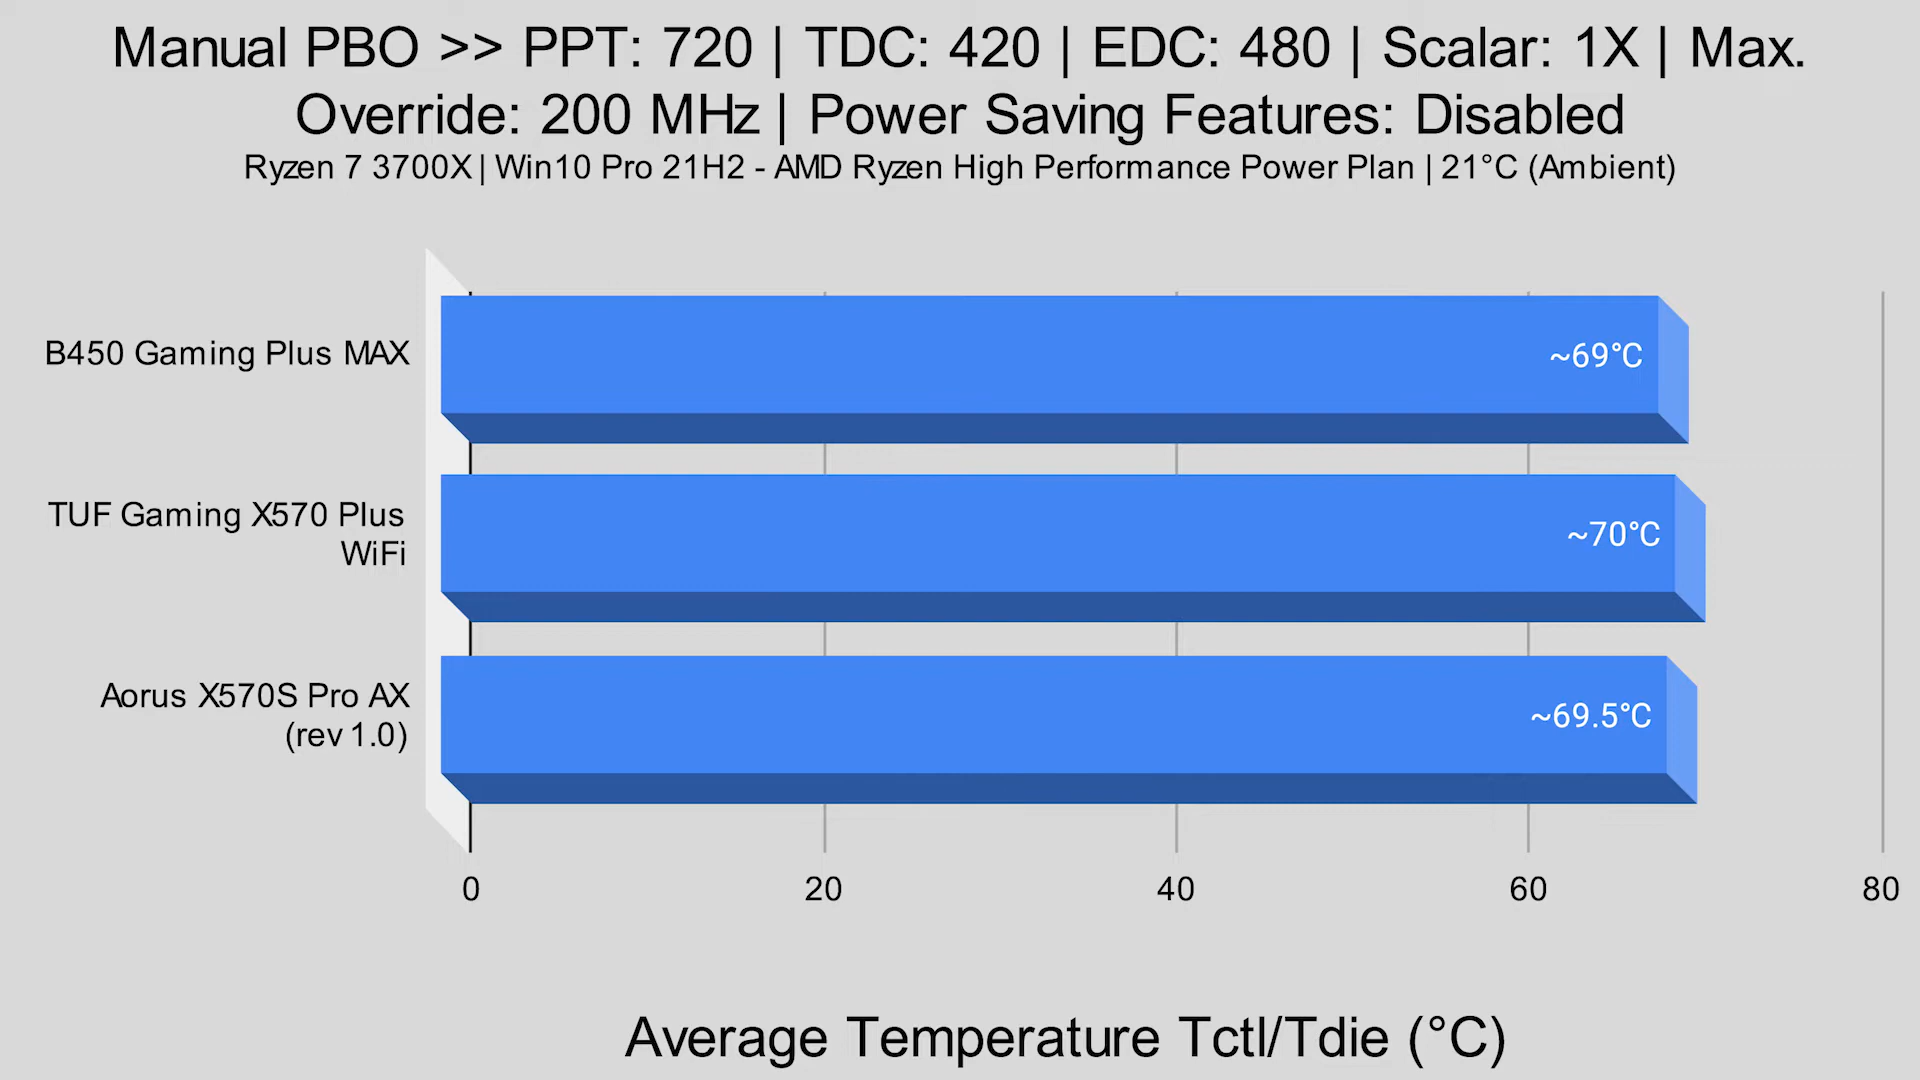 Manual PBO >> PPT: 720 | TDC: 420 | EDC: 480 | Scalar: 1X | Max.
Override: 200 MHz | Power Saving Features: Disabled
Ryzen 7 3700X | Win10 Pro 21H2 - AMD Ryzen High Performance Power Plan | 21°C (Ambient)
B450 Gaming Plus MAX
~69°C
TUF Gaming X570 Plus
WiFi
~70°C
Aorus X570S Pro AX
(rev 1.0)
~69.5°C
0 20 40 60 80
Average Temperature Tctl/Tdie (°C)